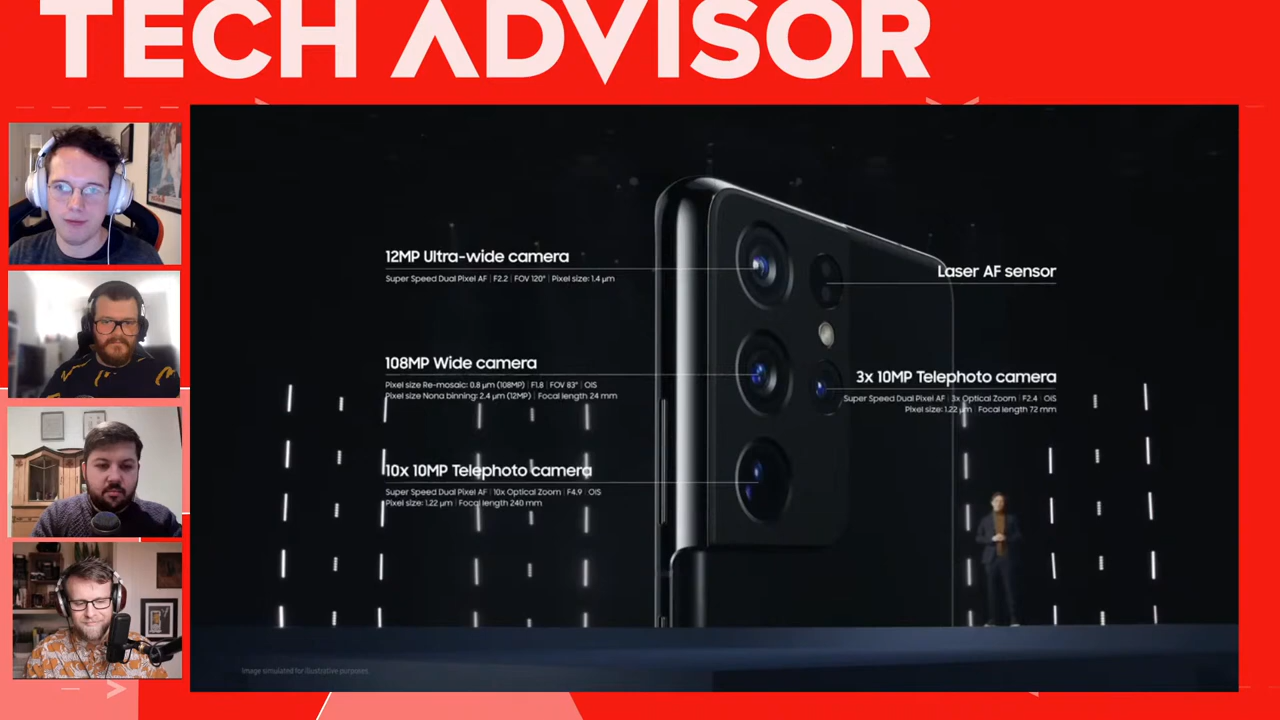 TECH ADVISOR
12MP Ultra-wide camera
Super Speed Dual Pixel AF | F2.2 | FOV 120° | Pixel size: 1.4 μm
Laser AF sensor
108MP Wide camera
Pixel size Re-mosaic: 0.8 μm (108MP) | F1.8 | FOV 83° | OIS
Pixel size Nona binning: 2.4 μm (12MP) | Focal length 24 mm
3x 10MP Telephoto camera
Super Speed Dual Pixel AF | 3x Optical Zoom | F2.4 | OIS
Pixel size: 1.22 μm | Focal length 72 mm
10x 10MP Telephoto camera
Super Speed Dual Pixel AF | 10x Optical Zoom | F4.9 | OIS
Pixel size: 1.22 μm | Focal length 240 mm
Image simulated for illustrative purposes.